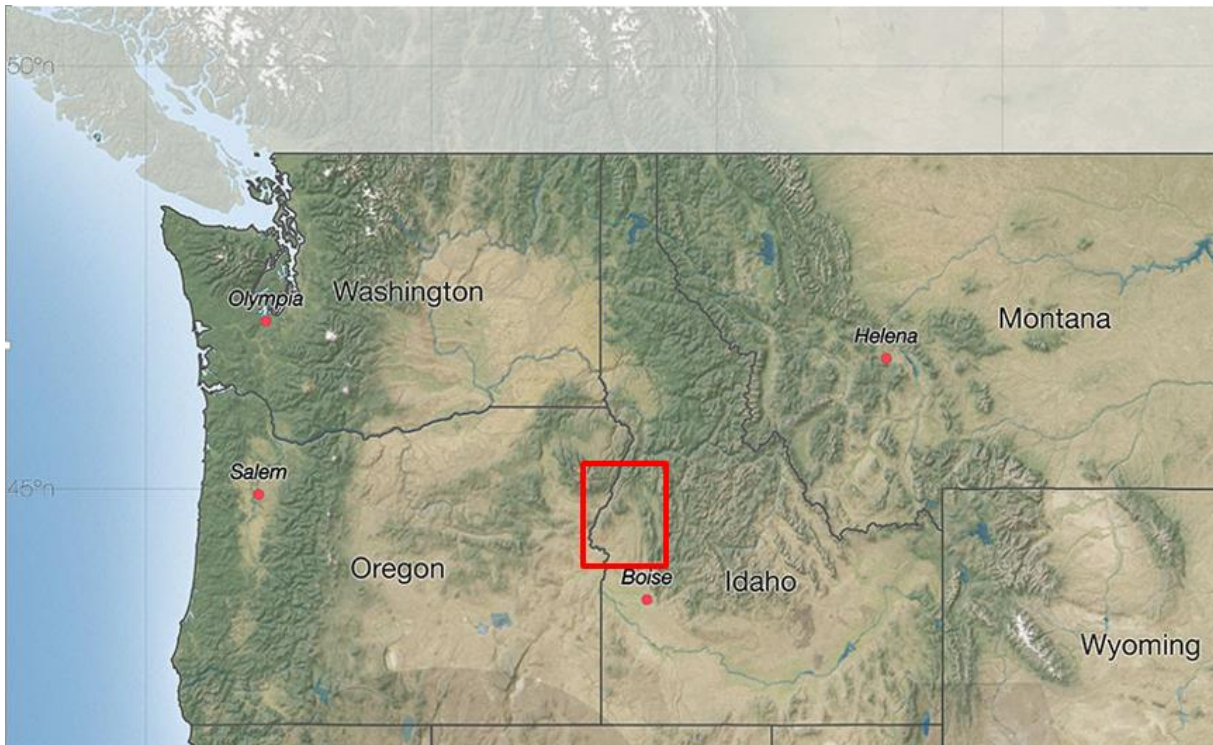 50°n
Olympia
Washington
Helena
Montana
Salem
45°n
Oregon
Boise
Idaho
Wyoming